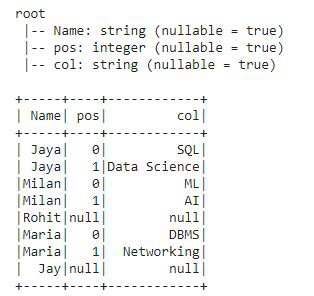 root
 |-- Name: string (nullable = true)
 |-- pos: integer (nullable = true)
 |-- col: string (nullable = true)

+-----+----+------------+
| Name| pos|         col|
+-----+----+------------+
| Jaya|   0|         SQL|
| Jaya|   1|Data Science|
|Milan|   0|          ML|
|Milan|   1|          AI|
|Rohit|null|        null|
|Maria|   0|        DBMS|
|Maria|   1|  Networking|
|  Jay|null|        null|
+-----+----+------------+